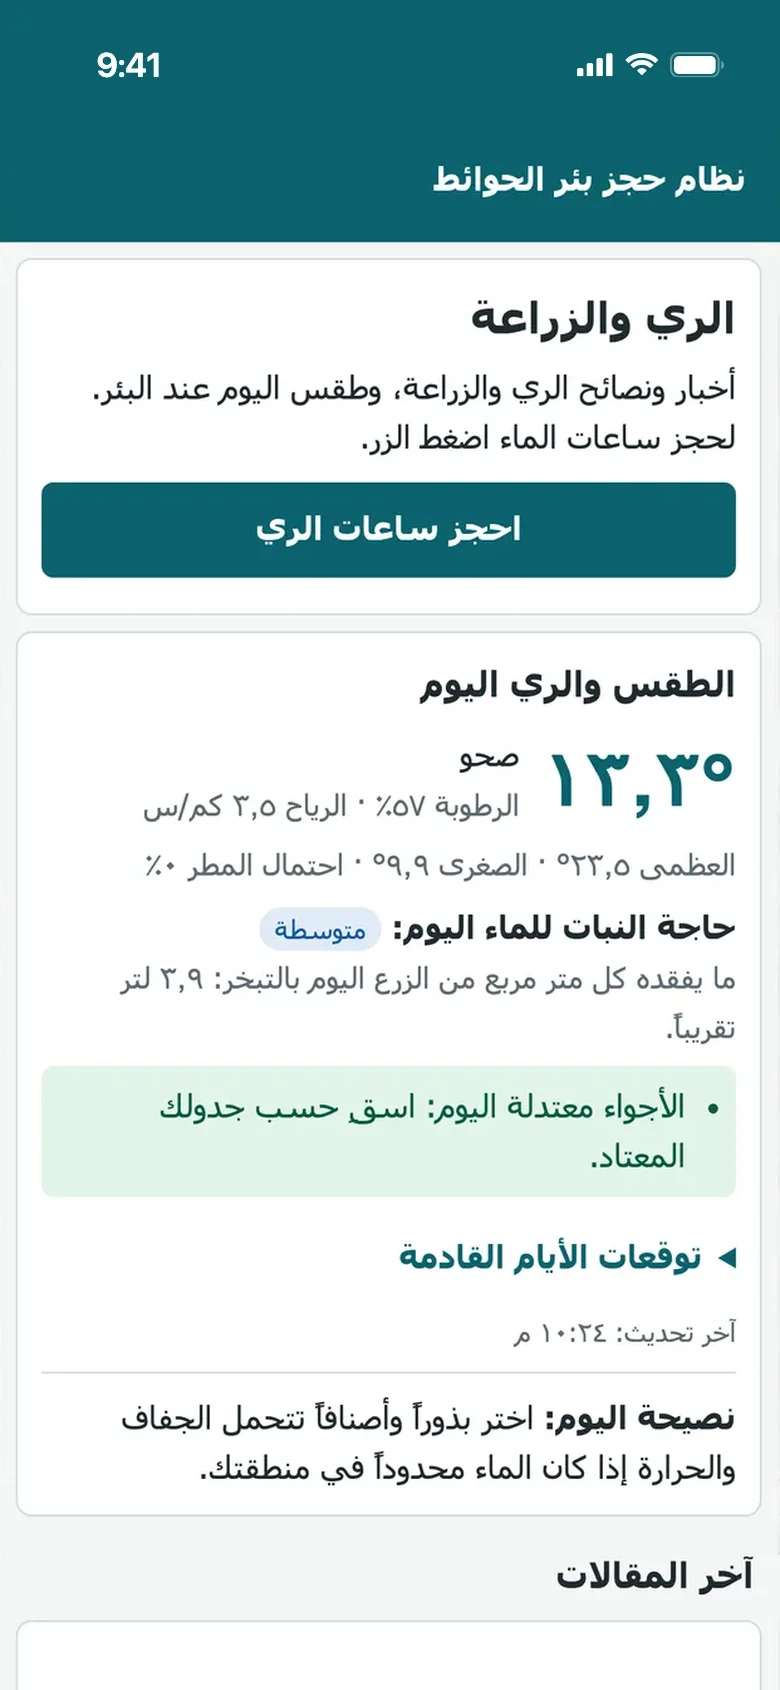 9:41
نظام حجز بئر الحوائط
الري والزراعة
أخبار ونصائح الري والزراعة، وطقس اليوم عند البئر.
لحجز ساعات الماء اضغط الزر.
احجز ساعات الري
الطقس والري اليوم
١٣,٣°
صحو
الرطوبة ٥٧٪ · الرياح ٣,٥ كم/س
العظمى ٢٣,٥° · الصغرى ٩,٩° · احتمال المطر ٠٪
حاجة النبات للماء اليوم: متوسطة
ما يفقده كل متر مربع من الزرع اليوم بالتبخر: ٣,٩ لتر
تقريباً.
• الأجواء معتدلة اليوم: اسقِ حسب جدولك
المعتاد.
◀ توقعات الأيام القادمة
آخر تحديث: ١٠:٢٤ م
نصيحة اليوم: اختر بذوراً وأصنافاً تتحمل الجفاف
والحرارة إذا كان الماء محدوداً في منطقتك.
آخر المقالات